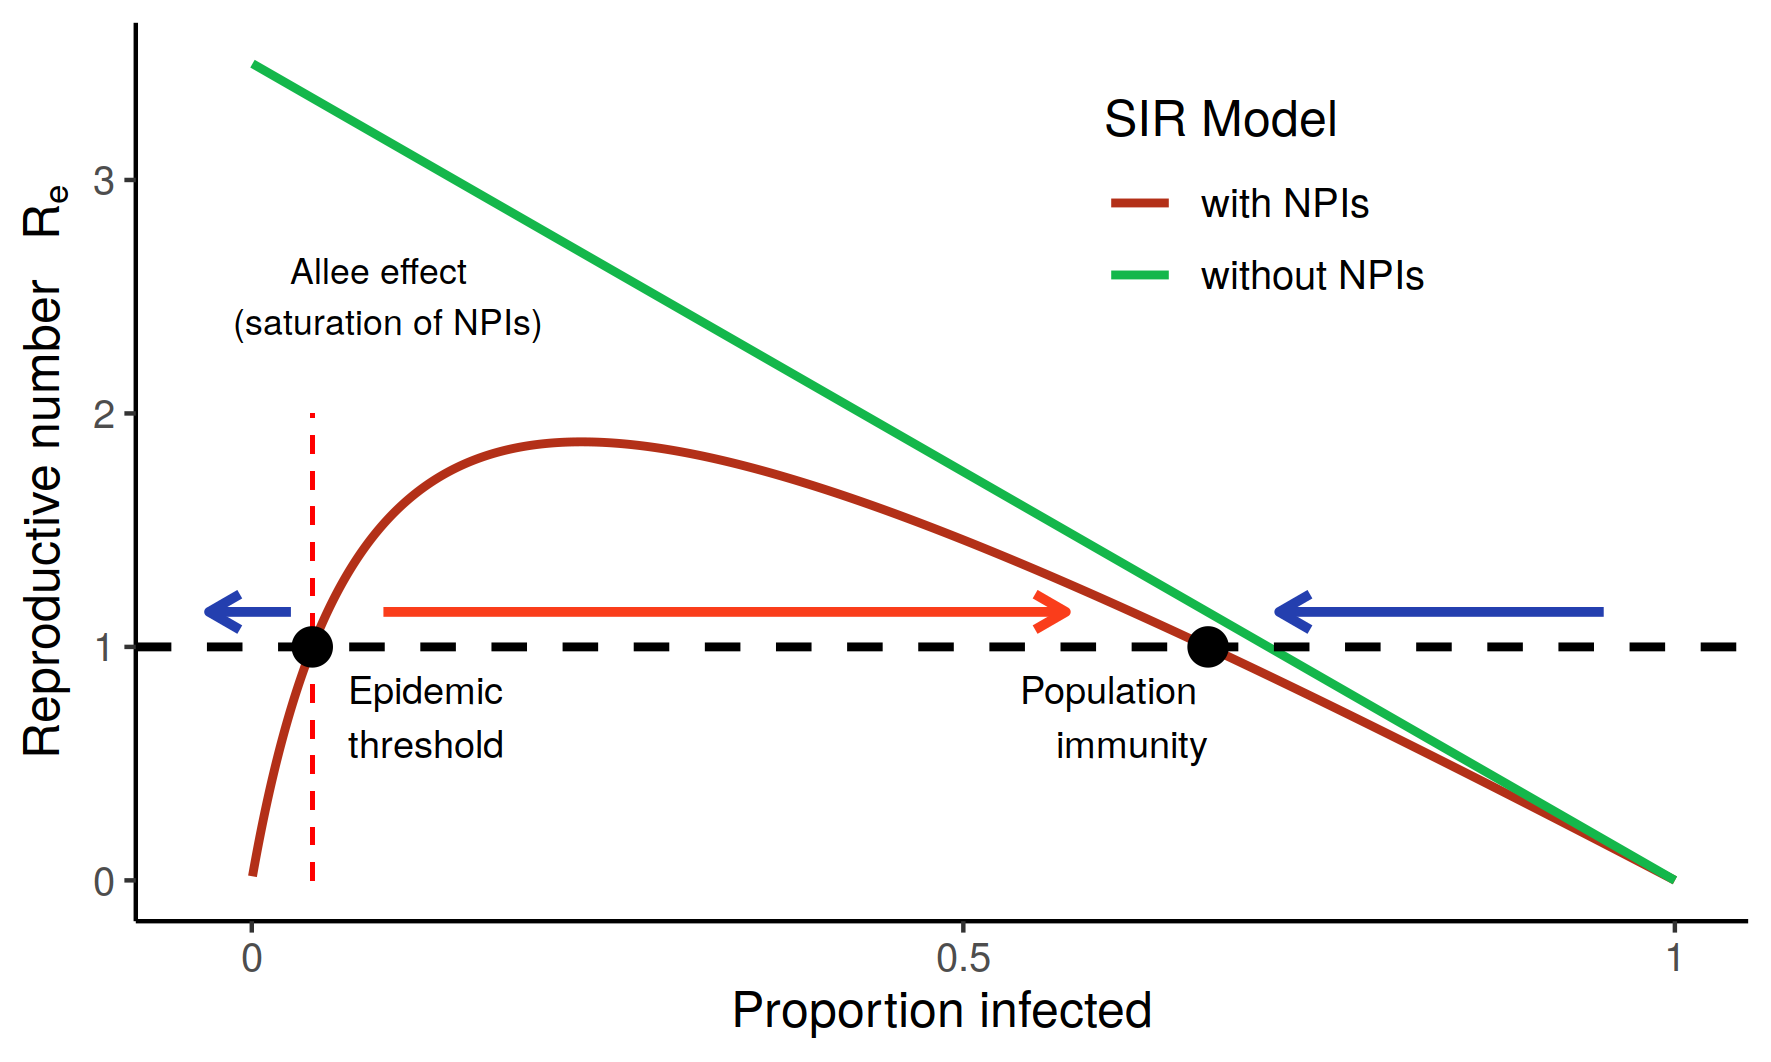 Reproductive number Re
3
2
1
0
SIR Model
with NPIs
without NPIs
Allee effect
(saturation of NPIs)
Epidemic
threshold
Population
immunity
0
0.5
1
Proportion infected